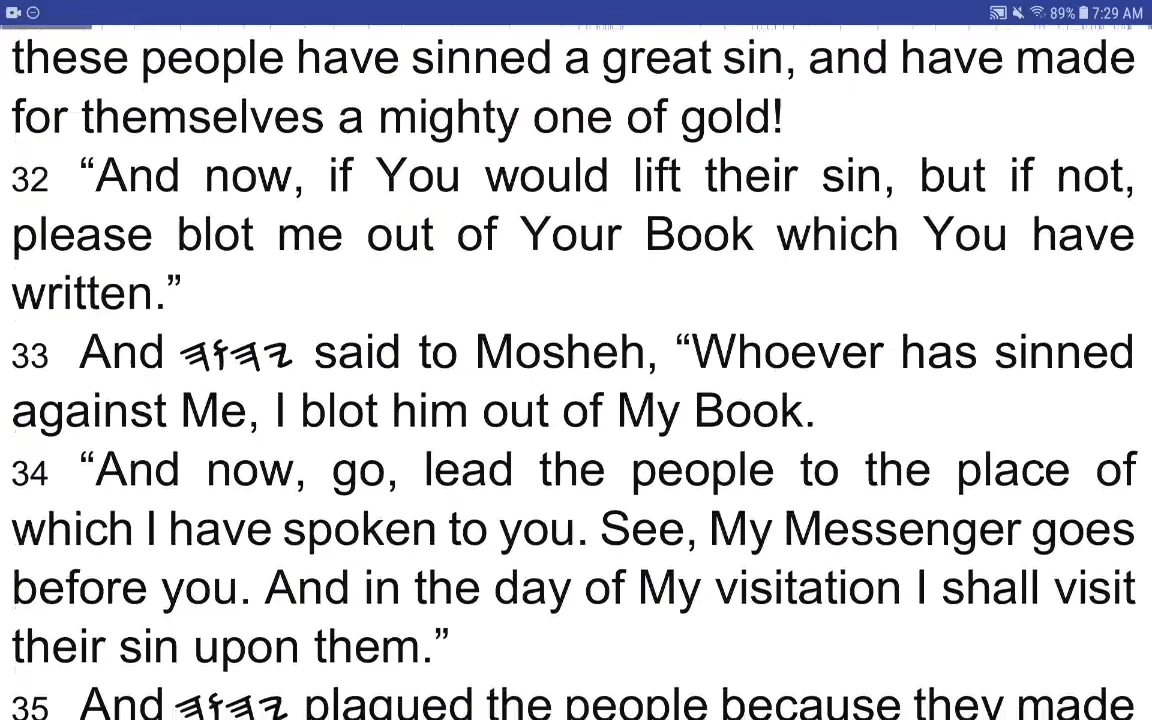 89% 7:29 AM
these people have sinned a great sin, and have made
for themselves a mighty one of gold!
32 “And now, if You would lift their sin, but if not,
please blot me out of Your Book which You have
written.”
33 And 𐤉𐤄𐤅𐤄 said to Mosheh, “Whoever has sinned
against Me, I blot him out of My Book.
34 “And now, go, lead the people to the place of
which I have spoken to you. See, My Messenger goes
before you. And in the day of My visitation I shall visit
their sin upon them.”
35 And 𐤉𐤄𐤅𐤄 plagued the people because they made